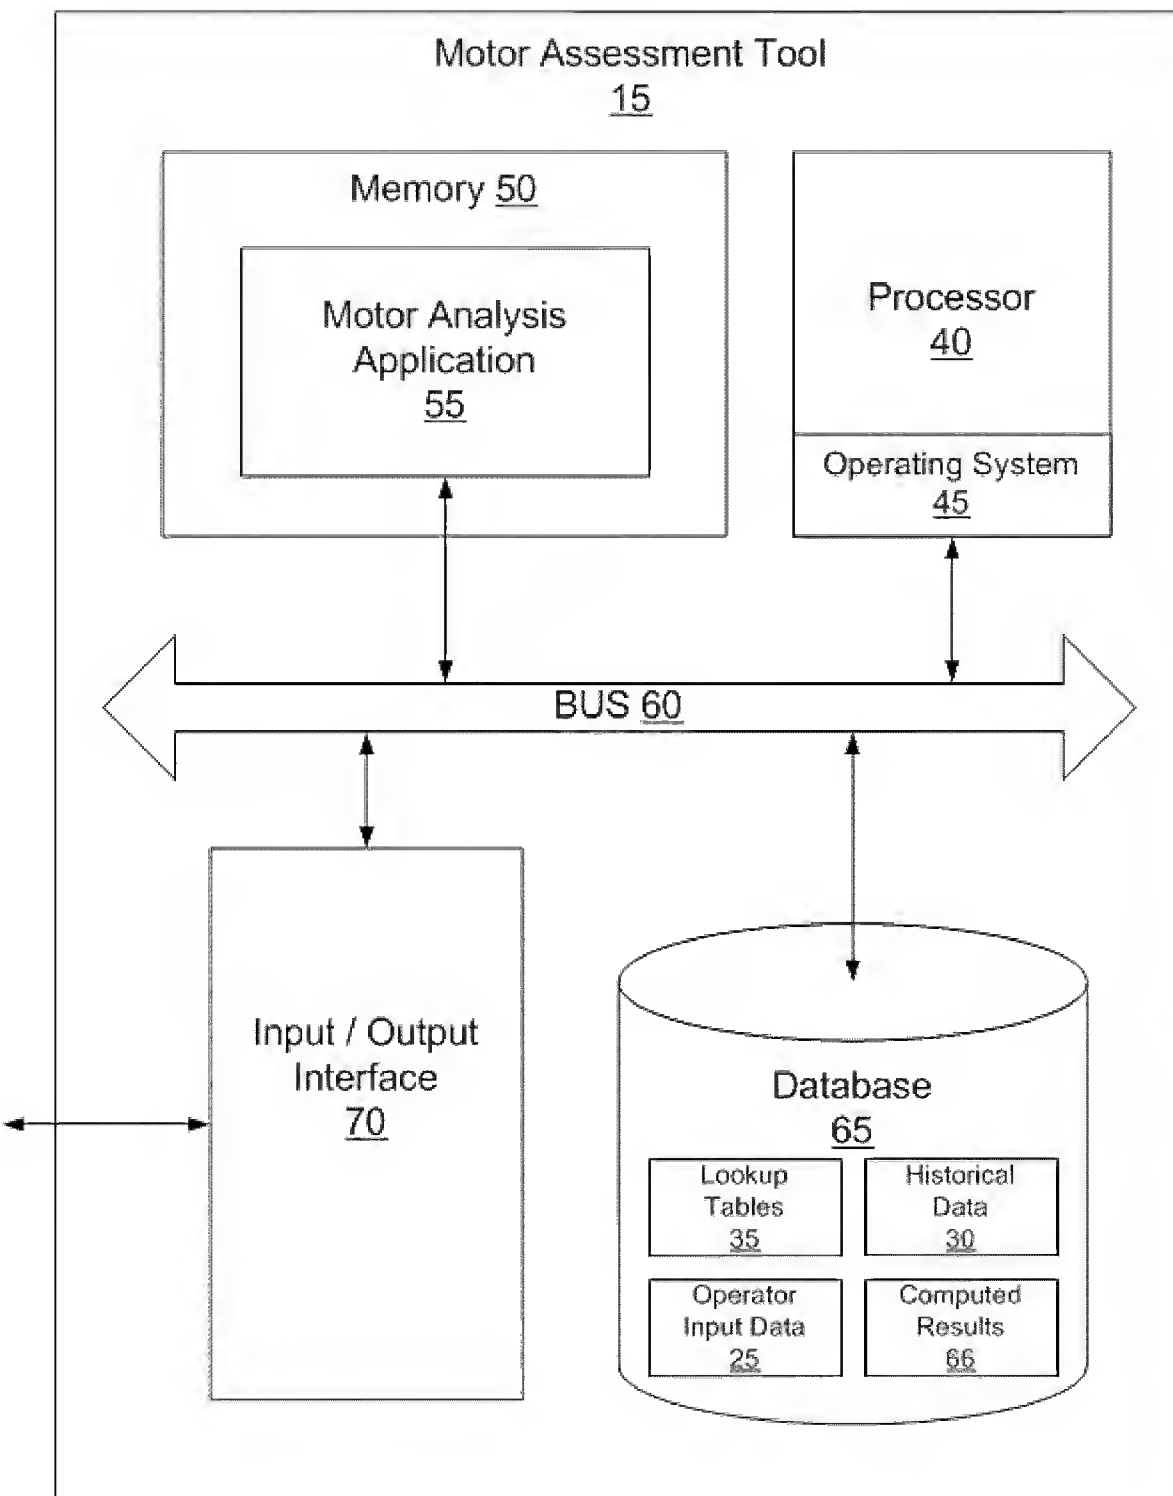 Motor Assessment Tool
15
Memory 50
Motor Analysis
Application
55
Processor
40
Operating System
45
BUS 60
Input / Output
Interface
70
Database
65
Lookup
Tables
35
Historical
Data
30
Operator
Input Data
25
Computed
Results
66